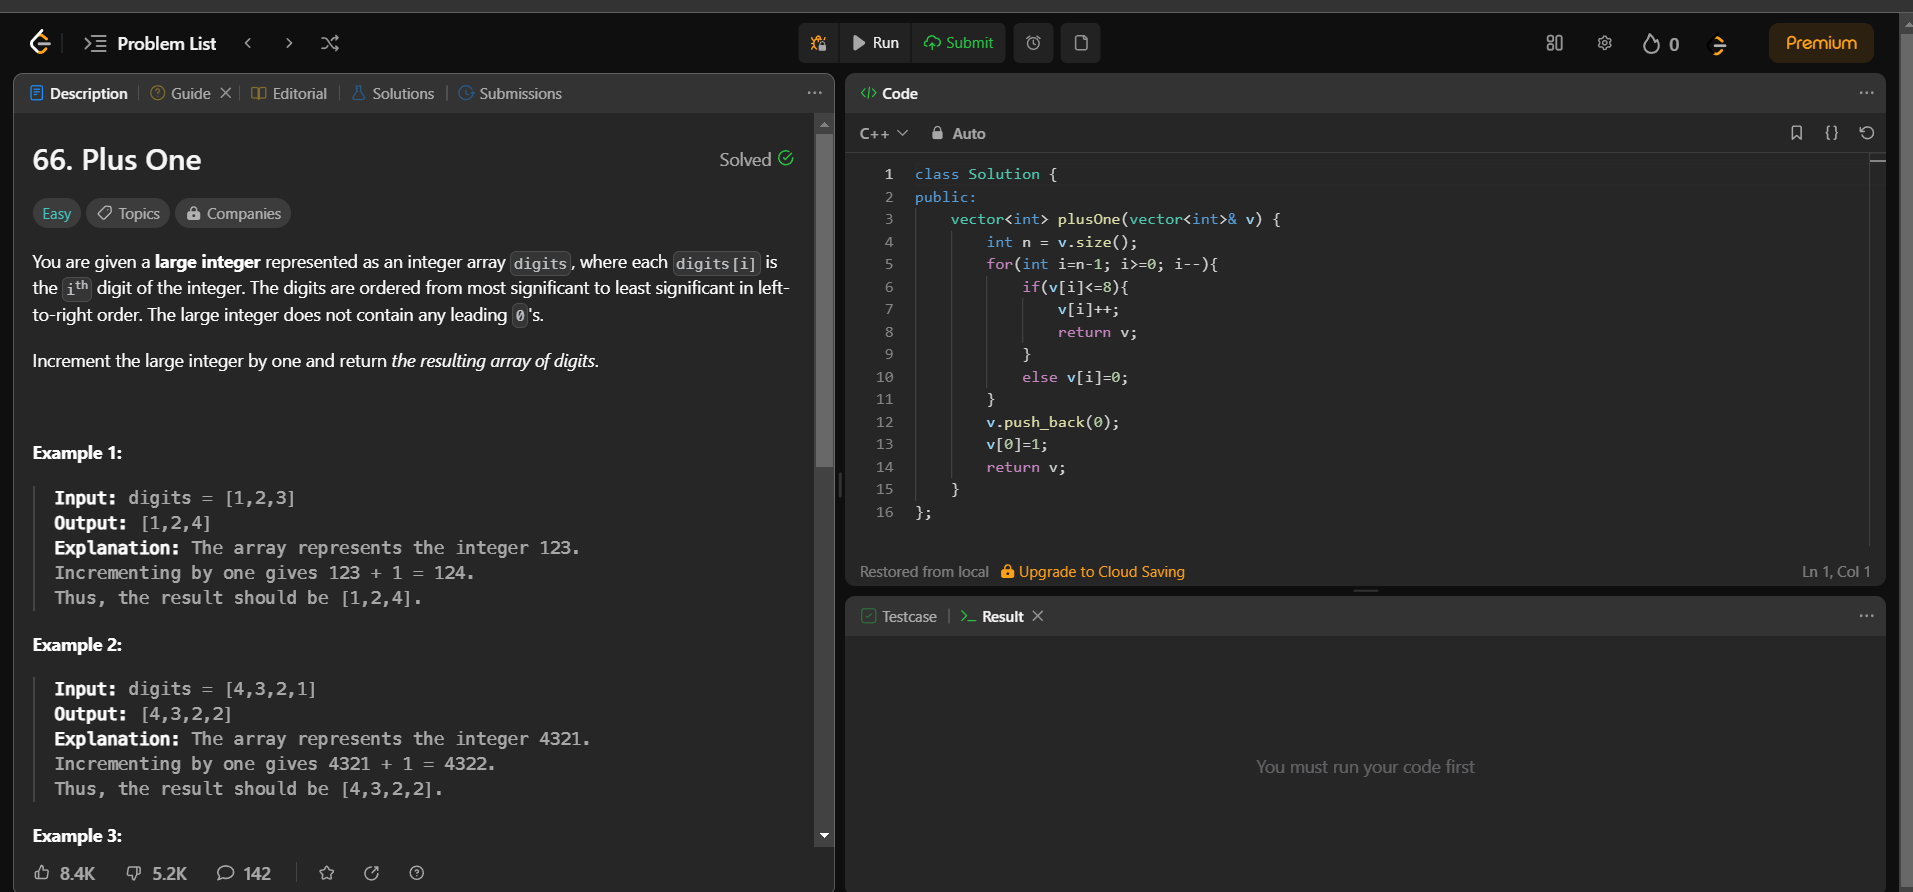 Problem List
Run
Submit
0
Premium
Description
Guide
Editorial
Solutions
Submissions
66. Plus One
Solved
Easy
Topics
Companies
You are given a large integer represented as an integer array digits, where each digits[i] is
the ith digit of the integer. The digits are ordered from most significant to least significant in left-
to-right order. The large integer does not contain any leading 0's.
Increment the large integer by one and return the resulting array of digits.
Example 1:
Input: digits = [1,2,3]
Output: [1,2,4]
Explanation: The array represents the integer 123.
Incrementing by one gives 123 + 1 = 124.
Thus, the result should be [1,2,4].
Example 2:
Input: digits = [4,3,2,1]
Output: [4,3,2,2]
Explanation: The array represents the integer 4321.
Incrementing by one gives 4321 + 1 = 4322.
Thus, the result should be [4,3,2,2].
Example 3:
8.4K
5.2K
142
</> Code
C++
Auto
{}
1 class Solution {
2 public:
3 vector<int> plusOne(vector<int>& v) {
4 int n = v.size();
5 for(int i=n-1; i>=0; i--){
6 if(v[i]<=8){
7 v[i]++;
8 return v;
9 }
10 else v[i]=0;
11 }
12 v.push_back(0);
13 v[0]=1;
14 return v;
15 }
16 };
Restored from local
Upgrade to Cloud Saving
Ln 1, Col 1
Testcase
>_ Result
You must run your code first